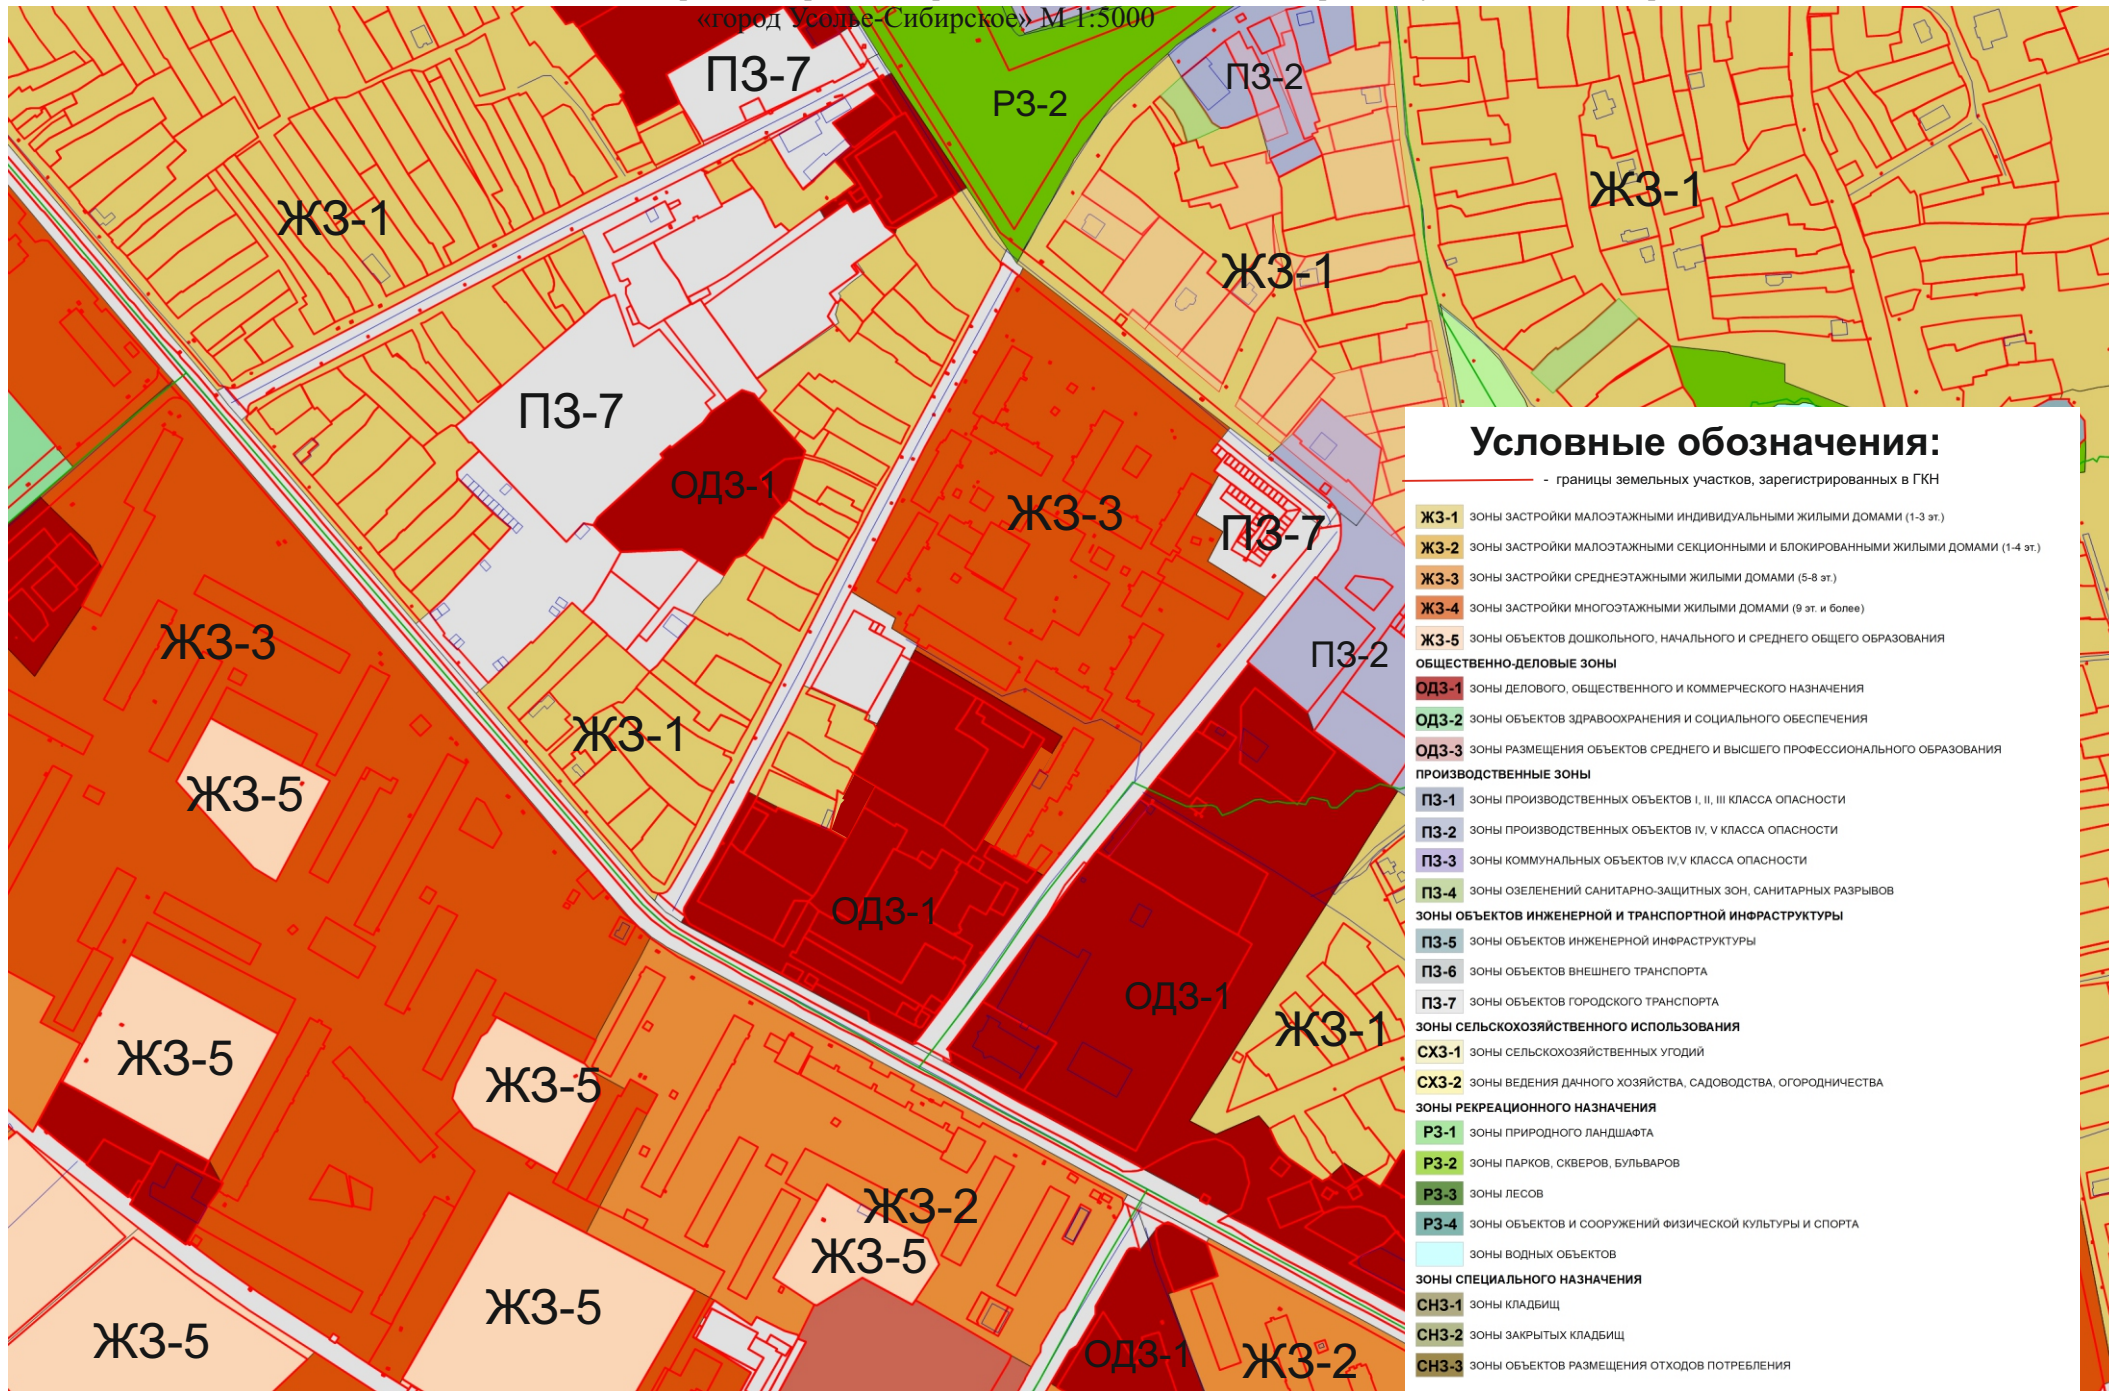 «город Усолье-Сибирское» М 1:5000
ПЗ-7
РЗ-2
ПЗ-2
ЖЗ-1
ЖЗ-1
ЖЗ-1
ПЗ-7
ОДЗ-1
ЖЗ-3
ПЗ-7
ЖЗ-3
ПЗ-2
ЖЗ-1
ЖЗ-5
ОДЗ-1
ОДЗ-1
ЖЗ-1
ЖЗ-5
ЖЗ-5
ЖЗ-2
ЖЗ-5
ЖЗ-5
ЖЗ-5
ОДЗ-1
ЖЗ-2
Условные обозначения:
- границы земельных участков, зарегистрированных в ГКН
ЖЗ-1 ЗОНЫ ЗАСТРОЙКИ МАЛОЭТАЖНЫМИ ИНДИВИДУАЛЬНЫМИ ЖИЛЫМИ ДОМАМИ (1-3 эт.)
ЖЗ-2 ЗОНЫ ЗАСТРОЙКИ МАЛОЭТАЖНЫМИ СЕКЦИОННЫМИ И БЛОКИРОВАННЫМИ ЖИЛЫМИ ДОМАМИ (1-4 эт.)
ЖЗ-3 ЗОНЫ ЗАСТРОЙКИ СРЕДНЕЭТАЖНЫМИ ЖИЛЫМИ ДОМАМИ (5-8 эт.)
ЖЗ-4 ЗОНЫ ЗАСТРОЙКИ МНОГОЭТАЖНЫМИ ЖИЛЫМИ ДОМАМИ (9 эт. и более)
ЖЗ-5 ЗОНЫ ОБЪЕКТОВ ДОШКОЛЬНОГО, НАЧАЛЬНОГО И СРЕДНЕГО ОБЩЕГО ОБРАЗОВАНИЯ
ОБЩЕСТВЕННО-ДЕЛОВЫЕ ЗОНЫ
ОДЗ-1 ЗОНЫ ДЕЛОВОГО, ОБЩЕСТВЕННОГО И КОММЕРЧЕСКОГО НАЗНАЧЕНИЯ
ОДЗ-2 ЗОНЫ ОБЪЕКТОВ ЗДРАВООХРАНЕНИЯ И СОЦИАЛЬНОГО ОБЕСПЕЧЕНИЯ
ОДЗ-3 ЗОНЫ РАЗМЕЩЕНИЯ ОБЪЕКТОВ СРЕДНЕГО И ВЫСШЕГО ПРОФЕССИОНАЛЬНОГО ОБРАЗОВАНИЯ
ПРОИЗВОДСТВЕННЫЕ ЗОНЫ
ПЗ-1 ЗОНЫ ПРОИЗВОДСТВЕННЫХ ОБЪЕКТОВ I, II, III КЛАССА ОПАСНОСТИ
ПЗ-2 ЗОНЫ ПРОИЗВОДСТВЕННЫХ ОБЪЕКТОВ IV, V КЛАССА ОПАСНОСТИ
ПЗ-3 ЗОНЫ КОММУНАЛЬНЫХ ОБЪЕКТОВ IV,V КЛАССА ОПАСНОСТИ
ПЗ-4 ЗОНЫ ОЗЕЛЕНЕНИЙ САНИТАРНО-ЗАЩИТНЫХ ЗОН, САНИТАРНЫХ РАЗРЫВОВ
ЗОНЫ ОБЪЕКТОВ ИНЖЕНЕРНОЙ И ТРАНСПОРТНОЙ ИНФРАСТРУКТУРЫ
ПЗ-5 ЗОНЫ ОБЪЕКТОВ ИНЖЕНЕРНОЙ ИНФРАСТРУКТУРЫ
ПЗ-6 ЗОНЫ ОБЪЕКТОВ ВНЕШНЕГО ТРАНСПОРТА
ПЗ-7 ЗОНЫ ОБЪЕКТОВ ГОРОДСКОГО ТРАНСПОРТА
ЗОНЫ СЕЛЬСКОХОЗЯЙСТВЕННОГО ИСПОЛЬЗОВАНИЯ
СХЗ-1 ЗОНЫ СЕЛЬСКОХОЗЯЙСТВЕННЫХ УГОДИЙ
СХЗ-2 ЗОНЫ ВЕДЕНИЯ ДАЧНОГО ХОЗЯЙСТВА, САДОВОДСТВА, ОГОРОДНИЧЕСТВА
ЗОНЫ РЕКРЕАЦИОННОГО НАЗНАЧЕНИЯ
РЗ-1 ЗОНЫ ПРИРОДНОГО ЛАНДШАФТА
РЗ-2 ЗОНЫ ПАРКОВ, СКВЕРОВ, БУЛЬВАРОВ
РЗ-3 ЗОНЫ ЛЕСОВ
РЗ-4 ЗОНЫ ОБЪЕКТОВ И СООРУЖЕНИЙ ФИЗИЧЕСКОЙ КУЛЬТУРЫ И СПОРТА
ЗОНЫ ВОДНЫХ ОБЪЕКТОВ
ЗОНЫ СПЕЦИАЛЬНОГО НАЗНАЧЕНИЯ
СНЗ-1 ЗОНЫ КЛАДБИЩ
СНЗ-2 ЗОНЫ ЗАКРЫТЫХ КЛАДБИЩ
СНЗ-3 ЗОНЫ ОБЪЕКТОВ РАЗМЕЩЕНИЯ ОТХОДОВ ПОТРЕБЛЕНИЯ